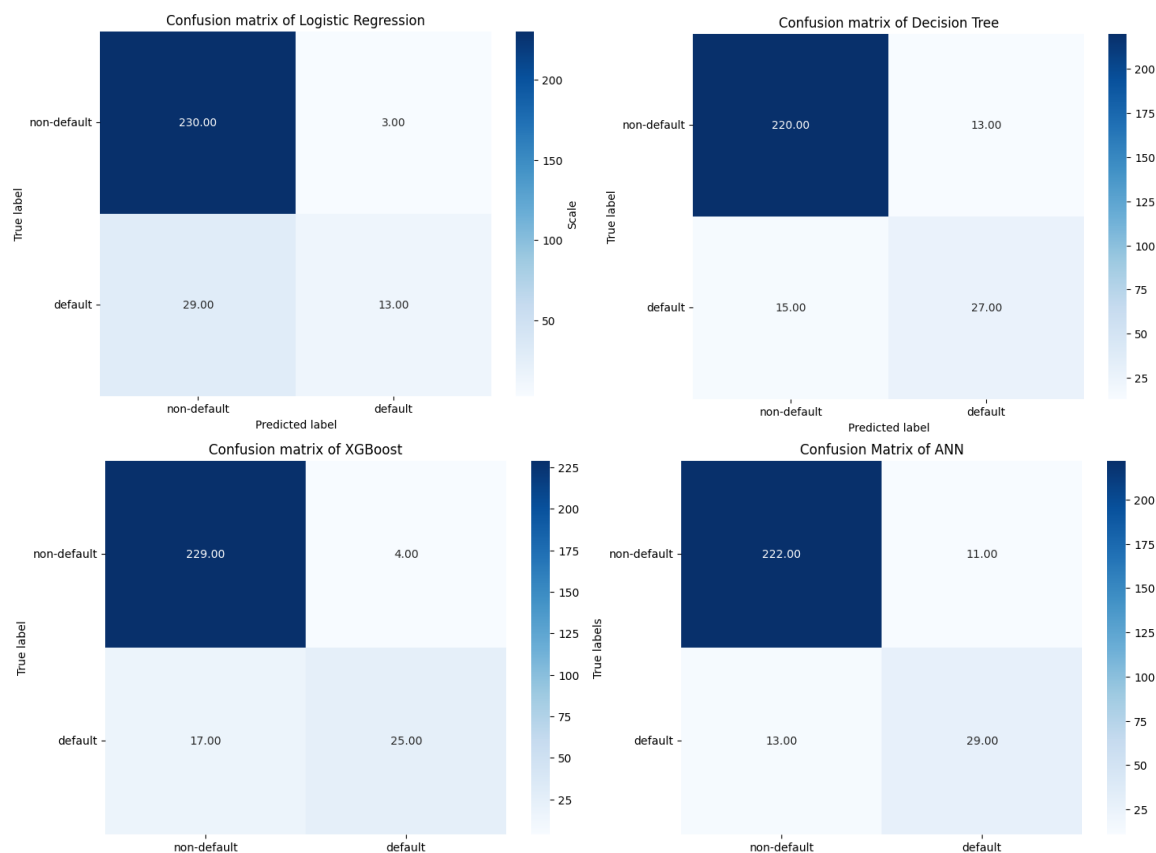 Confusion matrix of Logistic Regression
True label
non-default
default
230.00
3.00
29.00
13.00
non-default
default
Predicted label
200
150
100
50
Scale
Confusion matrix of Decision Tree
True label
non-default
default
220.00
13.00
15.00
27.00
non-default
default
Predicted label
200
175
150
125
100
75
50
25
Confusion matrix of XGBoost
True label
non-default
default
229.00
4.00
17.00
25.00
non-default
default
225
200
175
150
125
100
75
50
25
Confusion Matrix of ANN
True labels
non-default
default
222.00
11.00
13.00
29.00
non-default
default
200
175
150
125
100
75
50
25